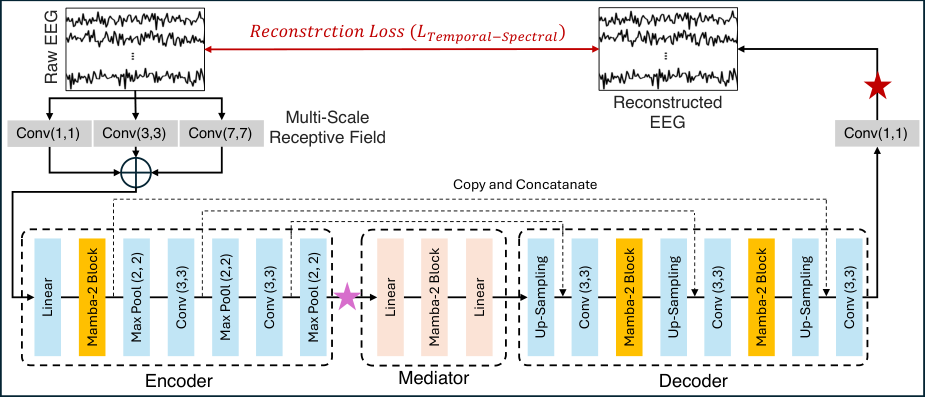 Raw EEG
...
Reconstrction Loss (L_Temporal−Spectral)
...
Reconstructed
EEG
Conv(1,1)
Conv(3,3)
Conv(7,7)
Multi-Scale
Receptive Field
Conv(1,1)
Copy and Concatanate
Linear
Mamba-2 Block
Max Pool (2, 2)
Conv (3,3)
Max Po0l (2,2)
Conv (3,3)
Max Pool (2, 2)
Linear
Mamba-2 Block
Linear
Up-Sampling
Conv (3,3)
Mamba-2 Block
Up-Sampling
Conv (3,3)
Mamba-2 Block
Up-Sampling
Conv (3,3)
Encoder
Mediator
Decoder